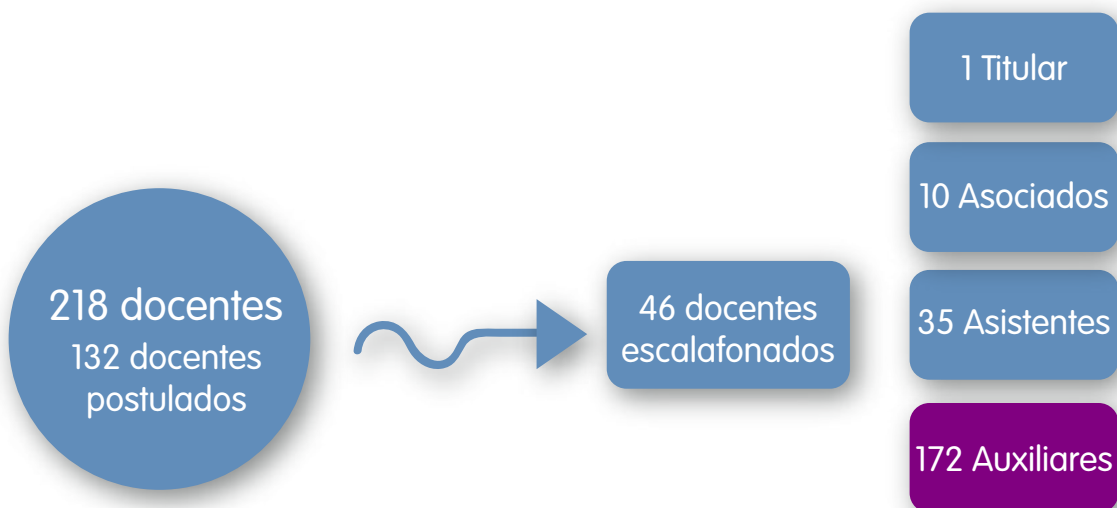 218 docentes
132 docentes
postulados
46 docentes
escalafonados
1 Titular
10 Asociados
35 Asistentes
172 Auxiliares